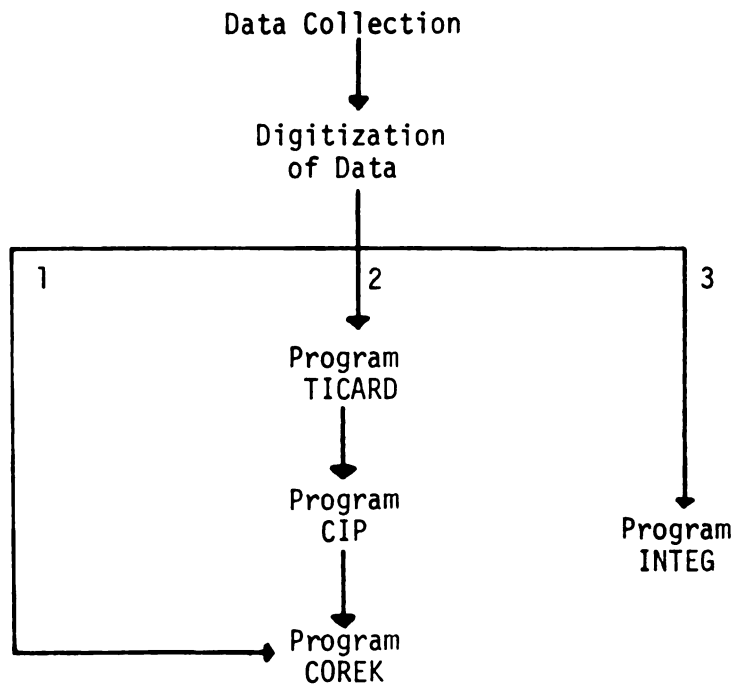 Data Collection
Digitization
of Data
1
2
3
Program
TICARD
Program
CIP
Program
INTEG
Program
COREK